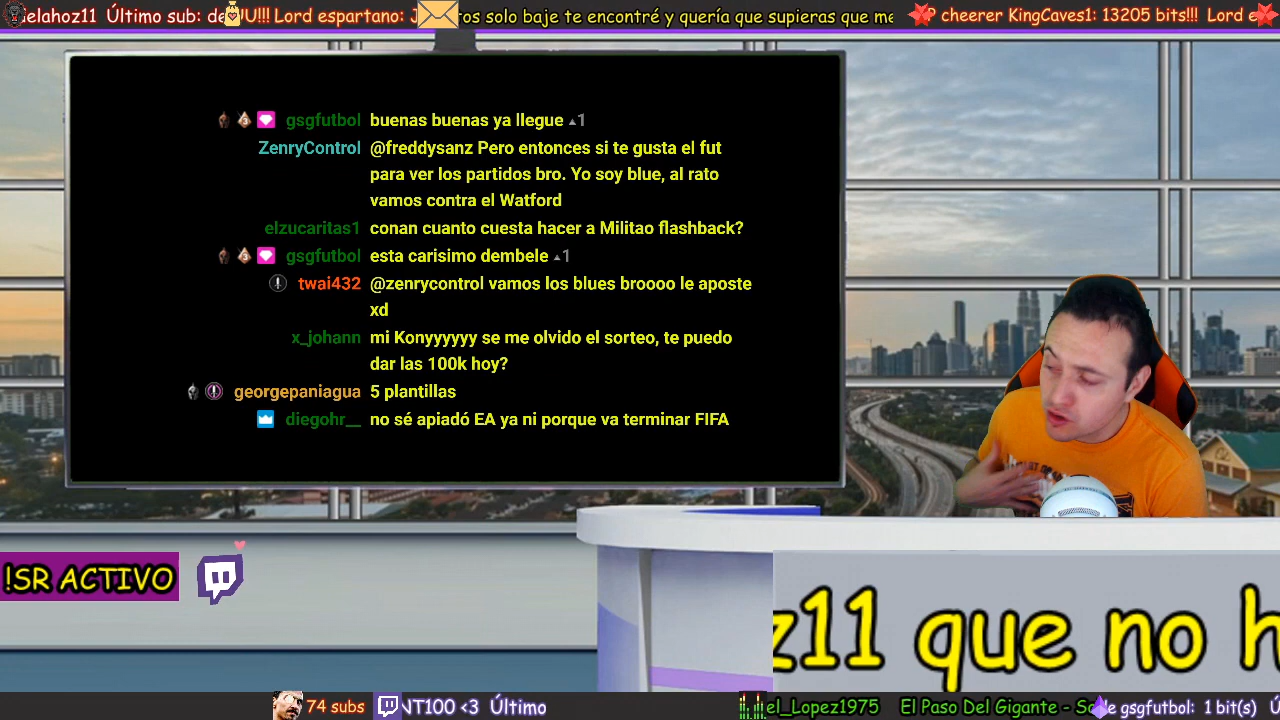 elahoz11 Último sub: de
U!!! Lord espartano: J
ros solo baje te encontré y quería que supieras que me
cheerer KingCaves1: 13205 bits!!! Lord e
gsgfutbol buenas buenas ya llegue 1
ZenryControl @freddysanz Pero entonces si te gusta el fut
para ver los partidos bro. Yo soy blue, al rato
vamos contra el Watford
elzucaritas1 conan cuanto cuesta hacer a Militao flashback?
gsgfutbol esta carisimo dembele 1
twai432 @zenrycontrol vamos los blues broooo le aposte
xd
x_johann mi Konyyyyyy se me olvido el sorteo, te puedo
dar las 100k hoy?
georgepaniagua 5 plantillas
diegohr__ no sé apiadó EA ya ni porque va terminar FIFA
!SR ACTIVO
z11 que no h
74 subs
NT100 <3 Último
el_Lopez1975 El Paso Del Gigante - So
le gsgfutbol: 1 bit(s) Ú